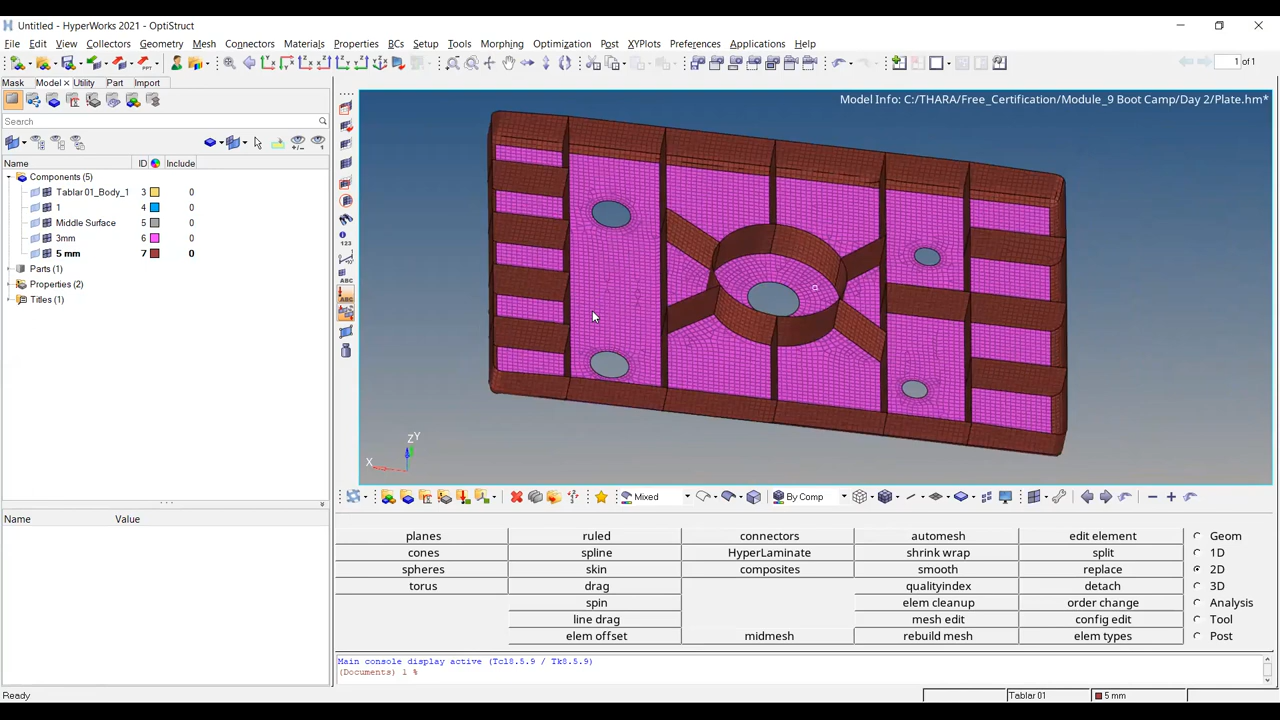 Untitled - HyperWorks 2021 - OptiStruct
File Edit View Collectors Geometry Mesh Connectors Materials Properties BCs Setup Tools Morphing Optimization Post XYPlots Preferences Applications Help
1 of 1
Mask Model Utility Part Import
Model Info: C:/THARA/Free_Certification/Module_9 Boot Camp/Day 2/Plate.hm*
Search
Name ID Include
Components (5)
Tablar 01_Body_1 3 0
1 4 0
Middle Surface 5 0
3mm 6 0
5 mm 7 0
Parts (1)
Properties (2)
Titles (1)
123
ABC
ABC
Z Y
X
Mixed By Comp
Name Value
planes ruled connectors automesh edit element Geom
cones spline HyperLaminate shrink wrap split 1D
spheres skin composites smooth replace 2D
torus drag qualityindex detach 3D
spin elem cleanup order change Analysis
line drag mesh edit config edit Tool
elem offset midmesh rebuild mesh elem types Post
Main console display active (Tcl8.5.9 / Tk8.5.9)
(Documents) 1 %
Ready Tablar 01 5 mm